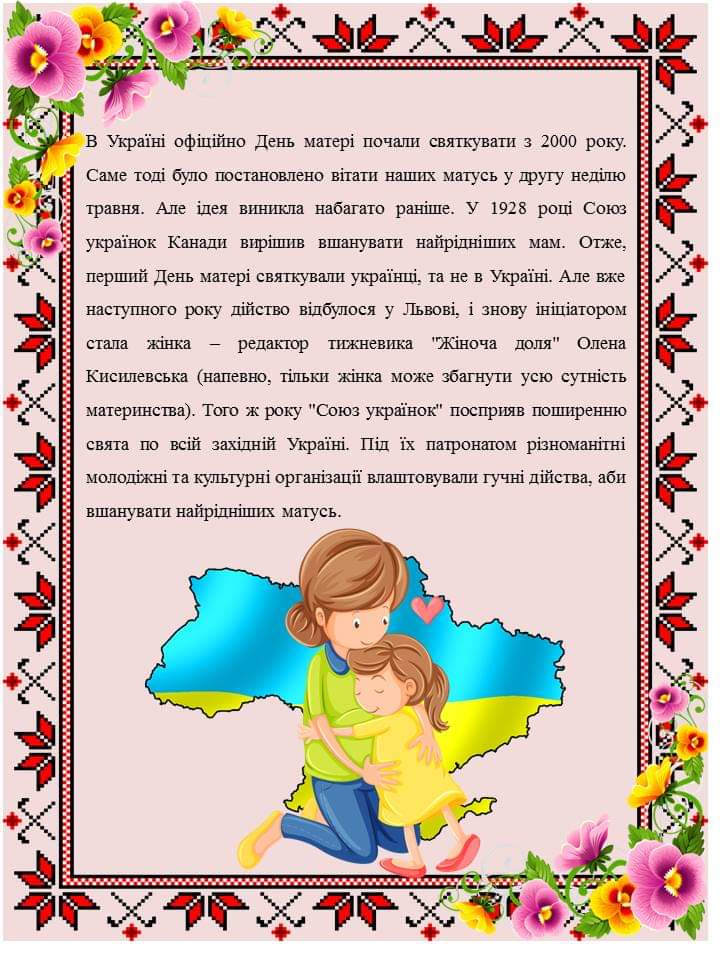 В Україні офіційно День матері почали святкувати з 2000 року.
Саме тоді було постановлено вітати наших матусь у другу неділю
травня. Але ідея виникла набагато раніше. У 1928 році Союз
українок Канади вирішив вшанувати найрідніших мам. Отже,
перший День матері святкували українці, та не в Україні. Але вже
наступного року дійство відбулося у Львові, і знову ініціатором
стала жінка – редактор тижневика "Жіноча доля" Олена
Кисилевська (напевно, тільки жінка може збагнути усю сутність
материнства). Того ж року "Союз українок" посприяв поширенню
свята по всій західній Україні. Під їх патронатом різноманітні
молодіжні та культурні організації влаштовували гучні дійства, аби
вшанувати найрідніших матусь.